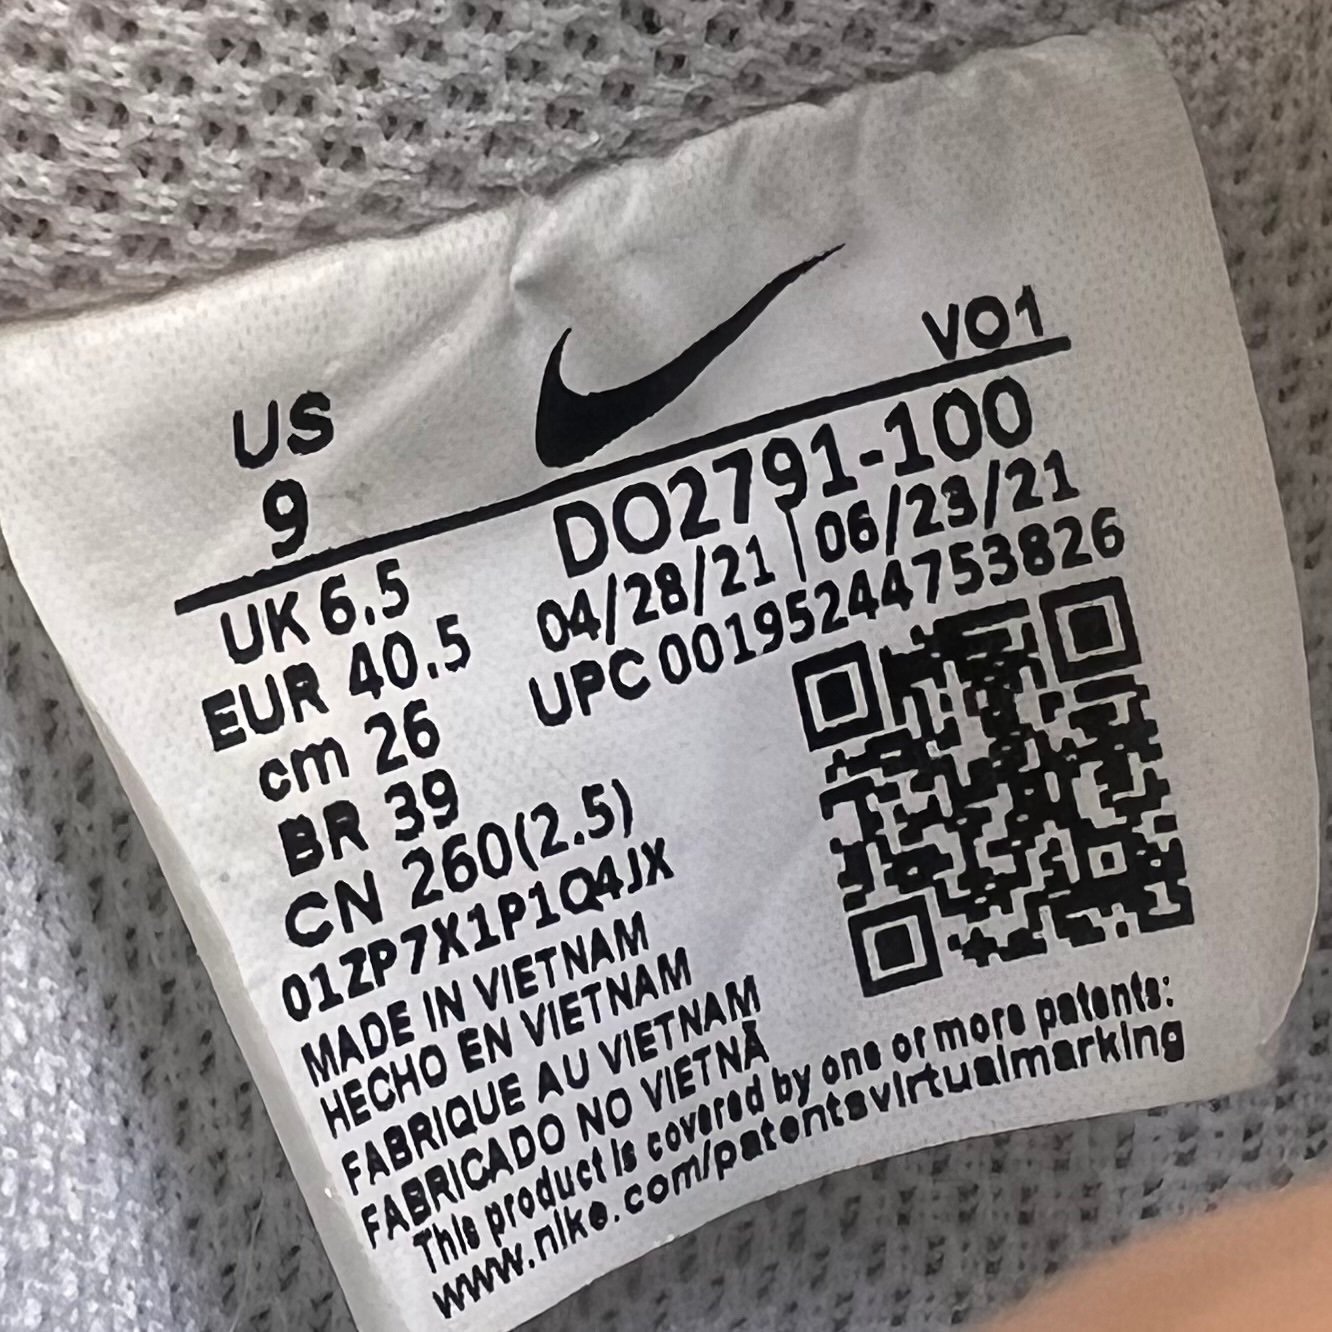 US
9
VO1
UK 6.5
EUR 40.5
cm 26
BR 39
CN 260(2.5)
01ZP7X1P1Q4JX
DO2791-100
04/28/21 | 06/23/21
UPC 00195244753826
MADE IN VIETNAM
HECHO EN VIETNAM
FABRIQUE AU VIETNAM
FABRICADO NO VIETNÃ
This product is covered by one or more patents:
www.nike.com/patentsvirtualmarking